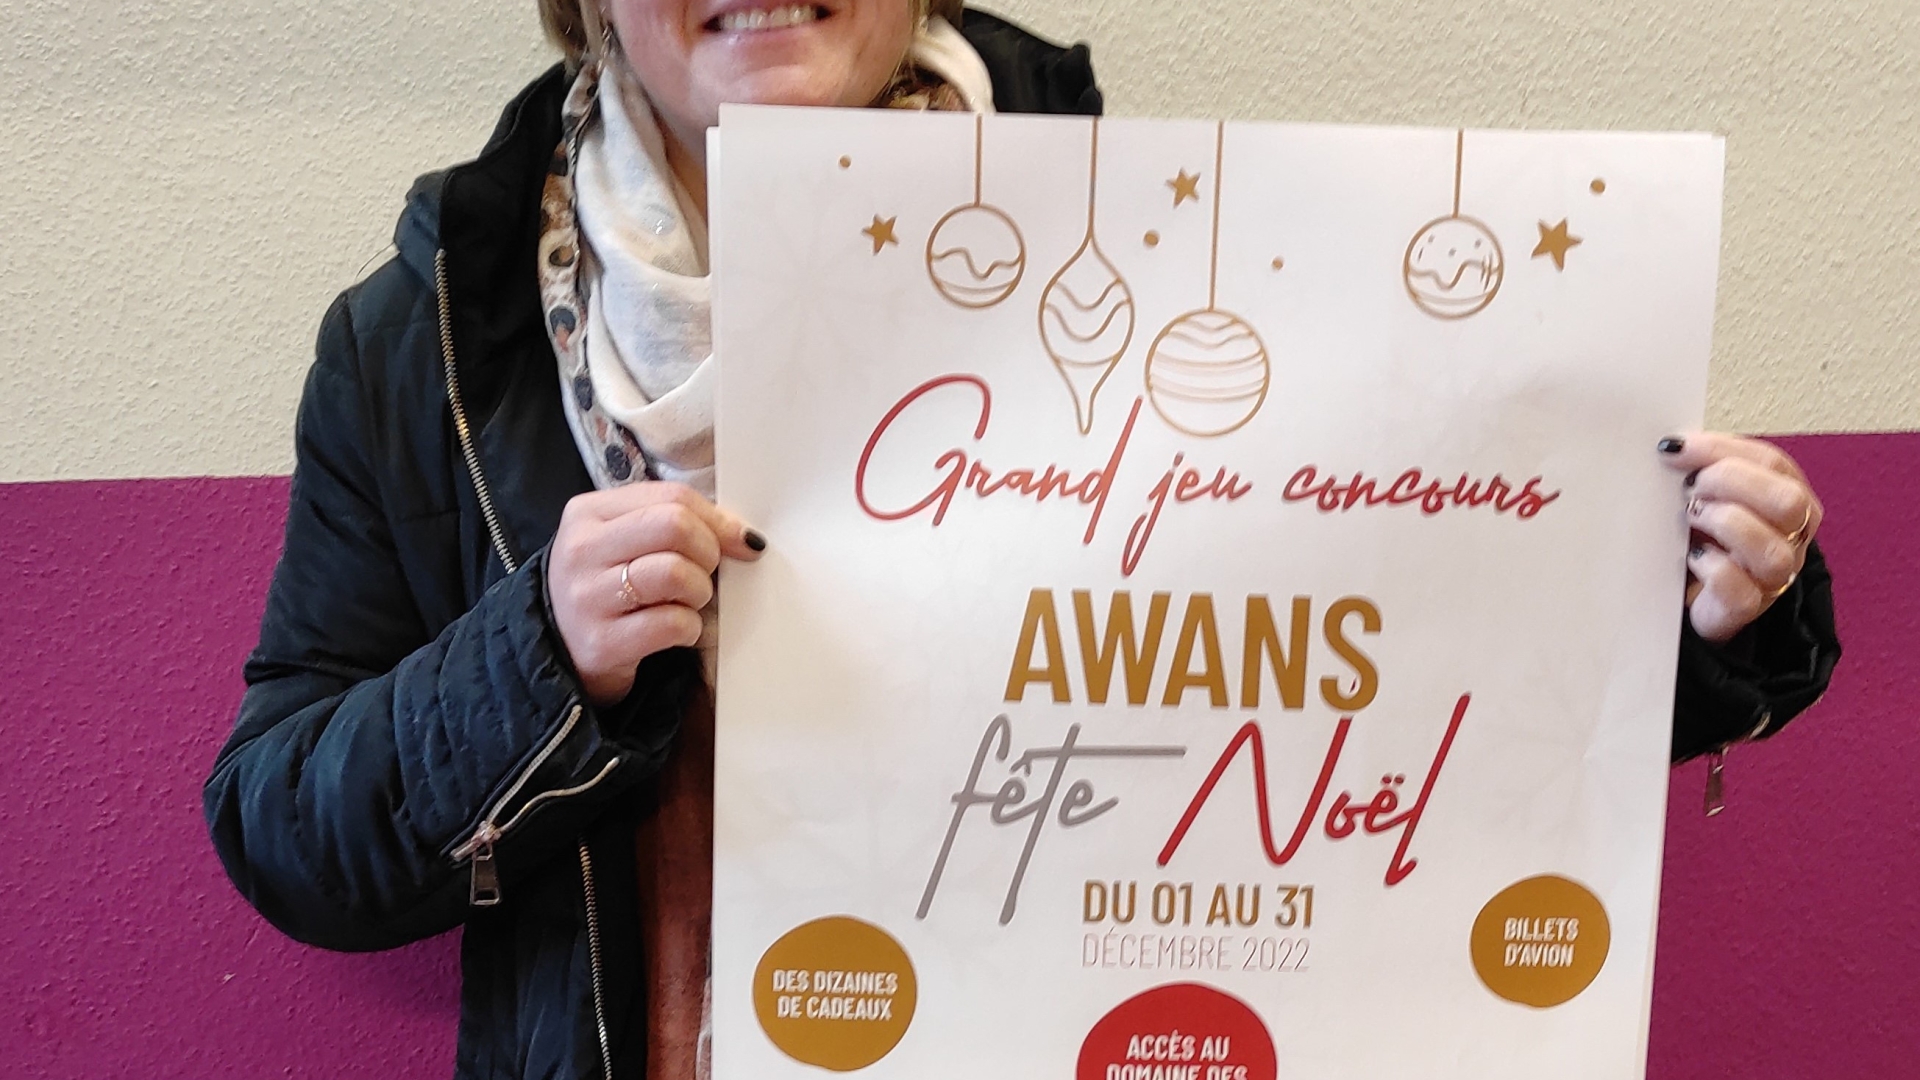 Grand jeu concours
AWANS
fête Noël
DU 01 AU 31
DÉCEMBRE 2022
BILLETS
D'AVION
DES DIZAINES
DE CADEAUX
ACCÈS AU
DOMAINE DES